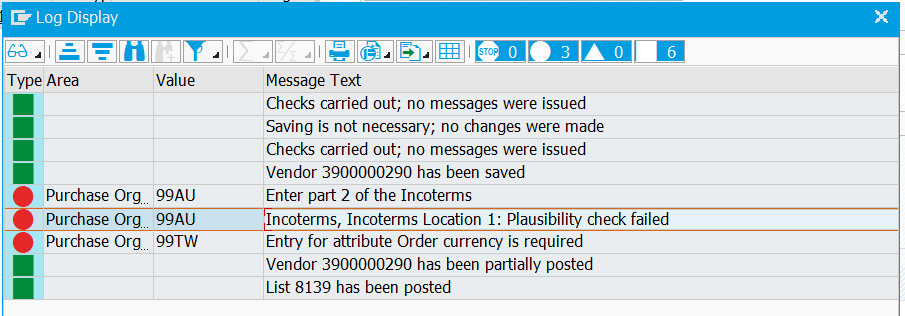 Log Display
STOP 0 3 0 6
Type Area Value Message Text
Checks carried out; no messages were issued
Saving is not necessary; no changes were made
Checks carried out; no messages were issued
Vendor 3900000290 has been saved
Purchase Org... 99AU Enter part 2 of the Incoterms
Purchase Org... 99AU Incoterms, Incoterms Location 1: Plausibility check failed
Purchase Org... 99TW Entry for attribute Order currency is required
Vendor 3900000290 has been partially posted
List 8139 has been posted